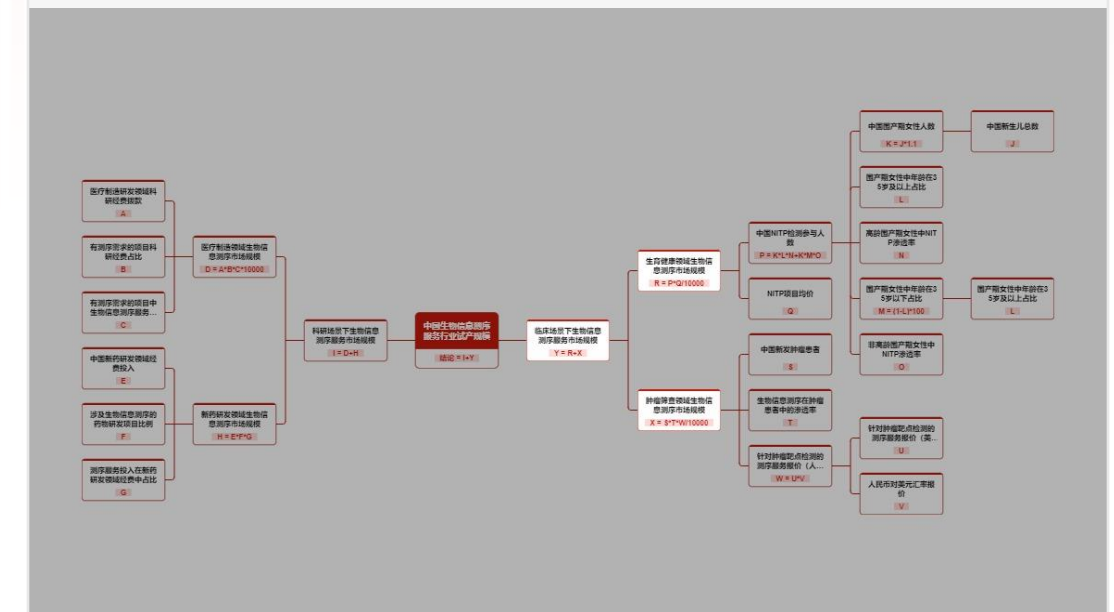 医疗制造研发领域科
研经费拨款
A
有测序需求的项目科
研经费占比
B
有测序需求的项目中
生物信息测序服务...
C
中国新药研发领域经
费投入
E
涉及生物信息测序的
药物研发项目比例
F
测序服务投入在新药
研发领域经费中占比
G
医疗制造领域生物信
息测序市场规模
D = A*B*C*10000
新药研发领域生物信
息测序市场规模
H = E*F*G
科研场景下生物信息
测序服务市场规模
I = D+H
中国生物信息测序
服务行业试产规模
结论 = I+Y
临床场景下生物信息
测序服务市场规模
Y = R+X
生育健康领域生物信
息测序市场规模
R = P*Q/10000
肿瘤筛查领域生物信
息测序市场规模
X = S*T*W/10000
中国NITP检测参与人
数
P = K*L*N+K*M*O
NITP项目均价
Q
中国新发肿瘤患者
S
生物信息测序在肿瘤
患者中的渗透率
T
针对肿瘤靶点检测的
测序服务报价（人...
W = U*V
中国围产期女性人数
K = J*1.1
围产期女性中年龄在3
5岁及以上占比
L
高龄围产期女性中NIT
P渗透率
N
围产期女性中年龄在3
5岁以下占比
M = (1-L)*100
非高龄围产期女性中
NITP渗透率
O
针对肿瘤靶点检测的
测序服务报价（美...
U
人民币对美元汇率报
价
V
中国新生儿总数
J
围产期女性中年龄在3
5岁及以上占比
L